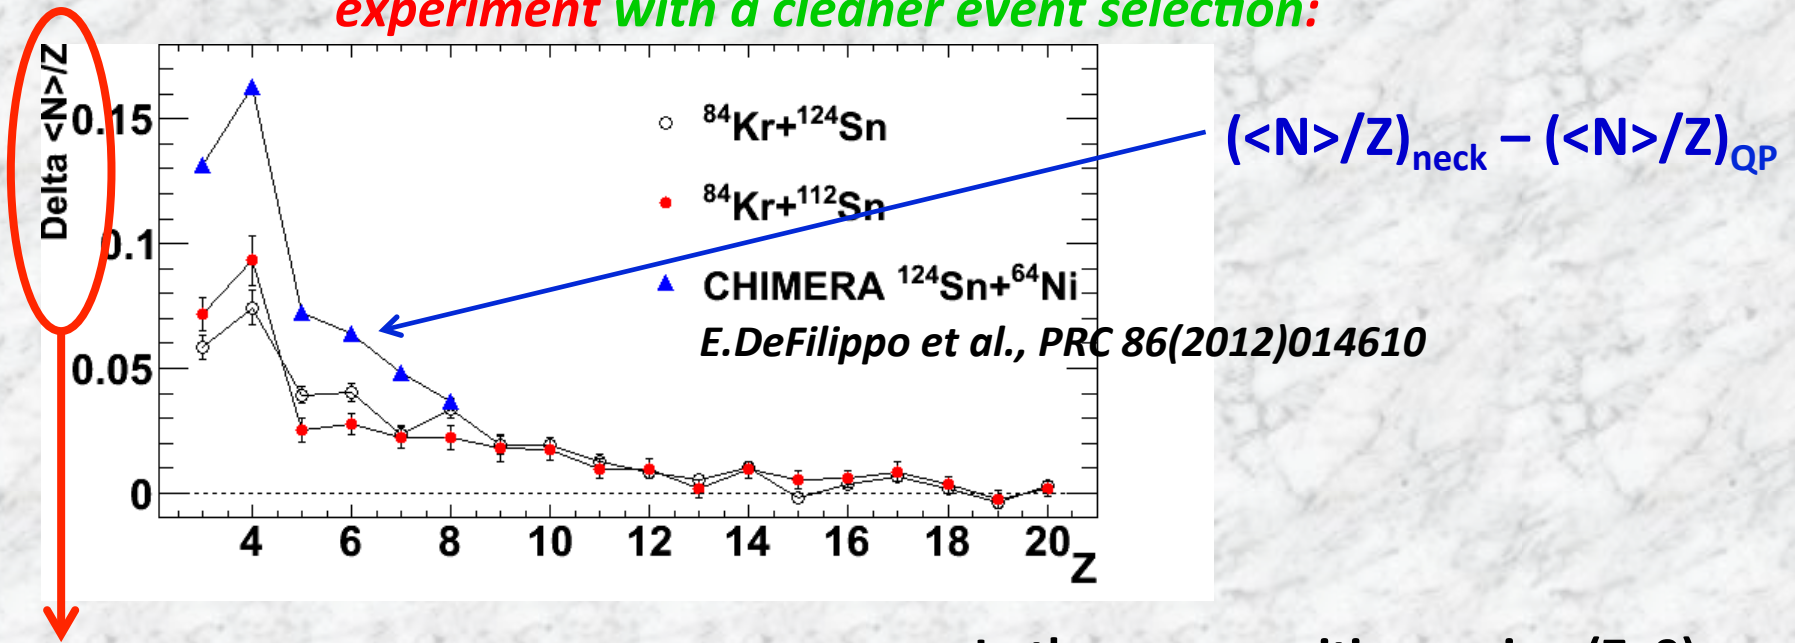 experiment with a cleaner event selection:
Delta <N>/Z
0.15
0.1
0.05
0
⁸⁴Kr+¹²⁴Sn
⁸⁴Kr+¹¹²Sn
CHIMERA ¹²⁴Sn+⁶⁴Ni
E.DeFilippo et al., PRC 86(2012)014610
(<N>/Z)neck – (<N>/Z)QP
4 6 8 10 12 14 16 18 20
Z